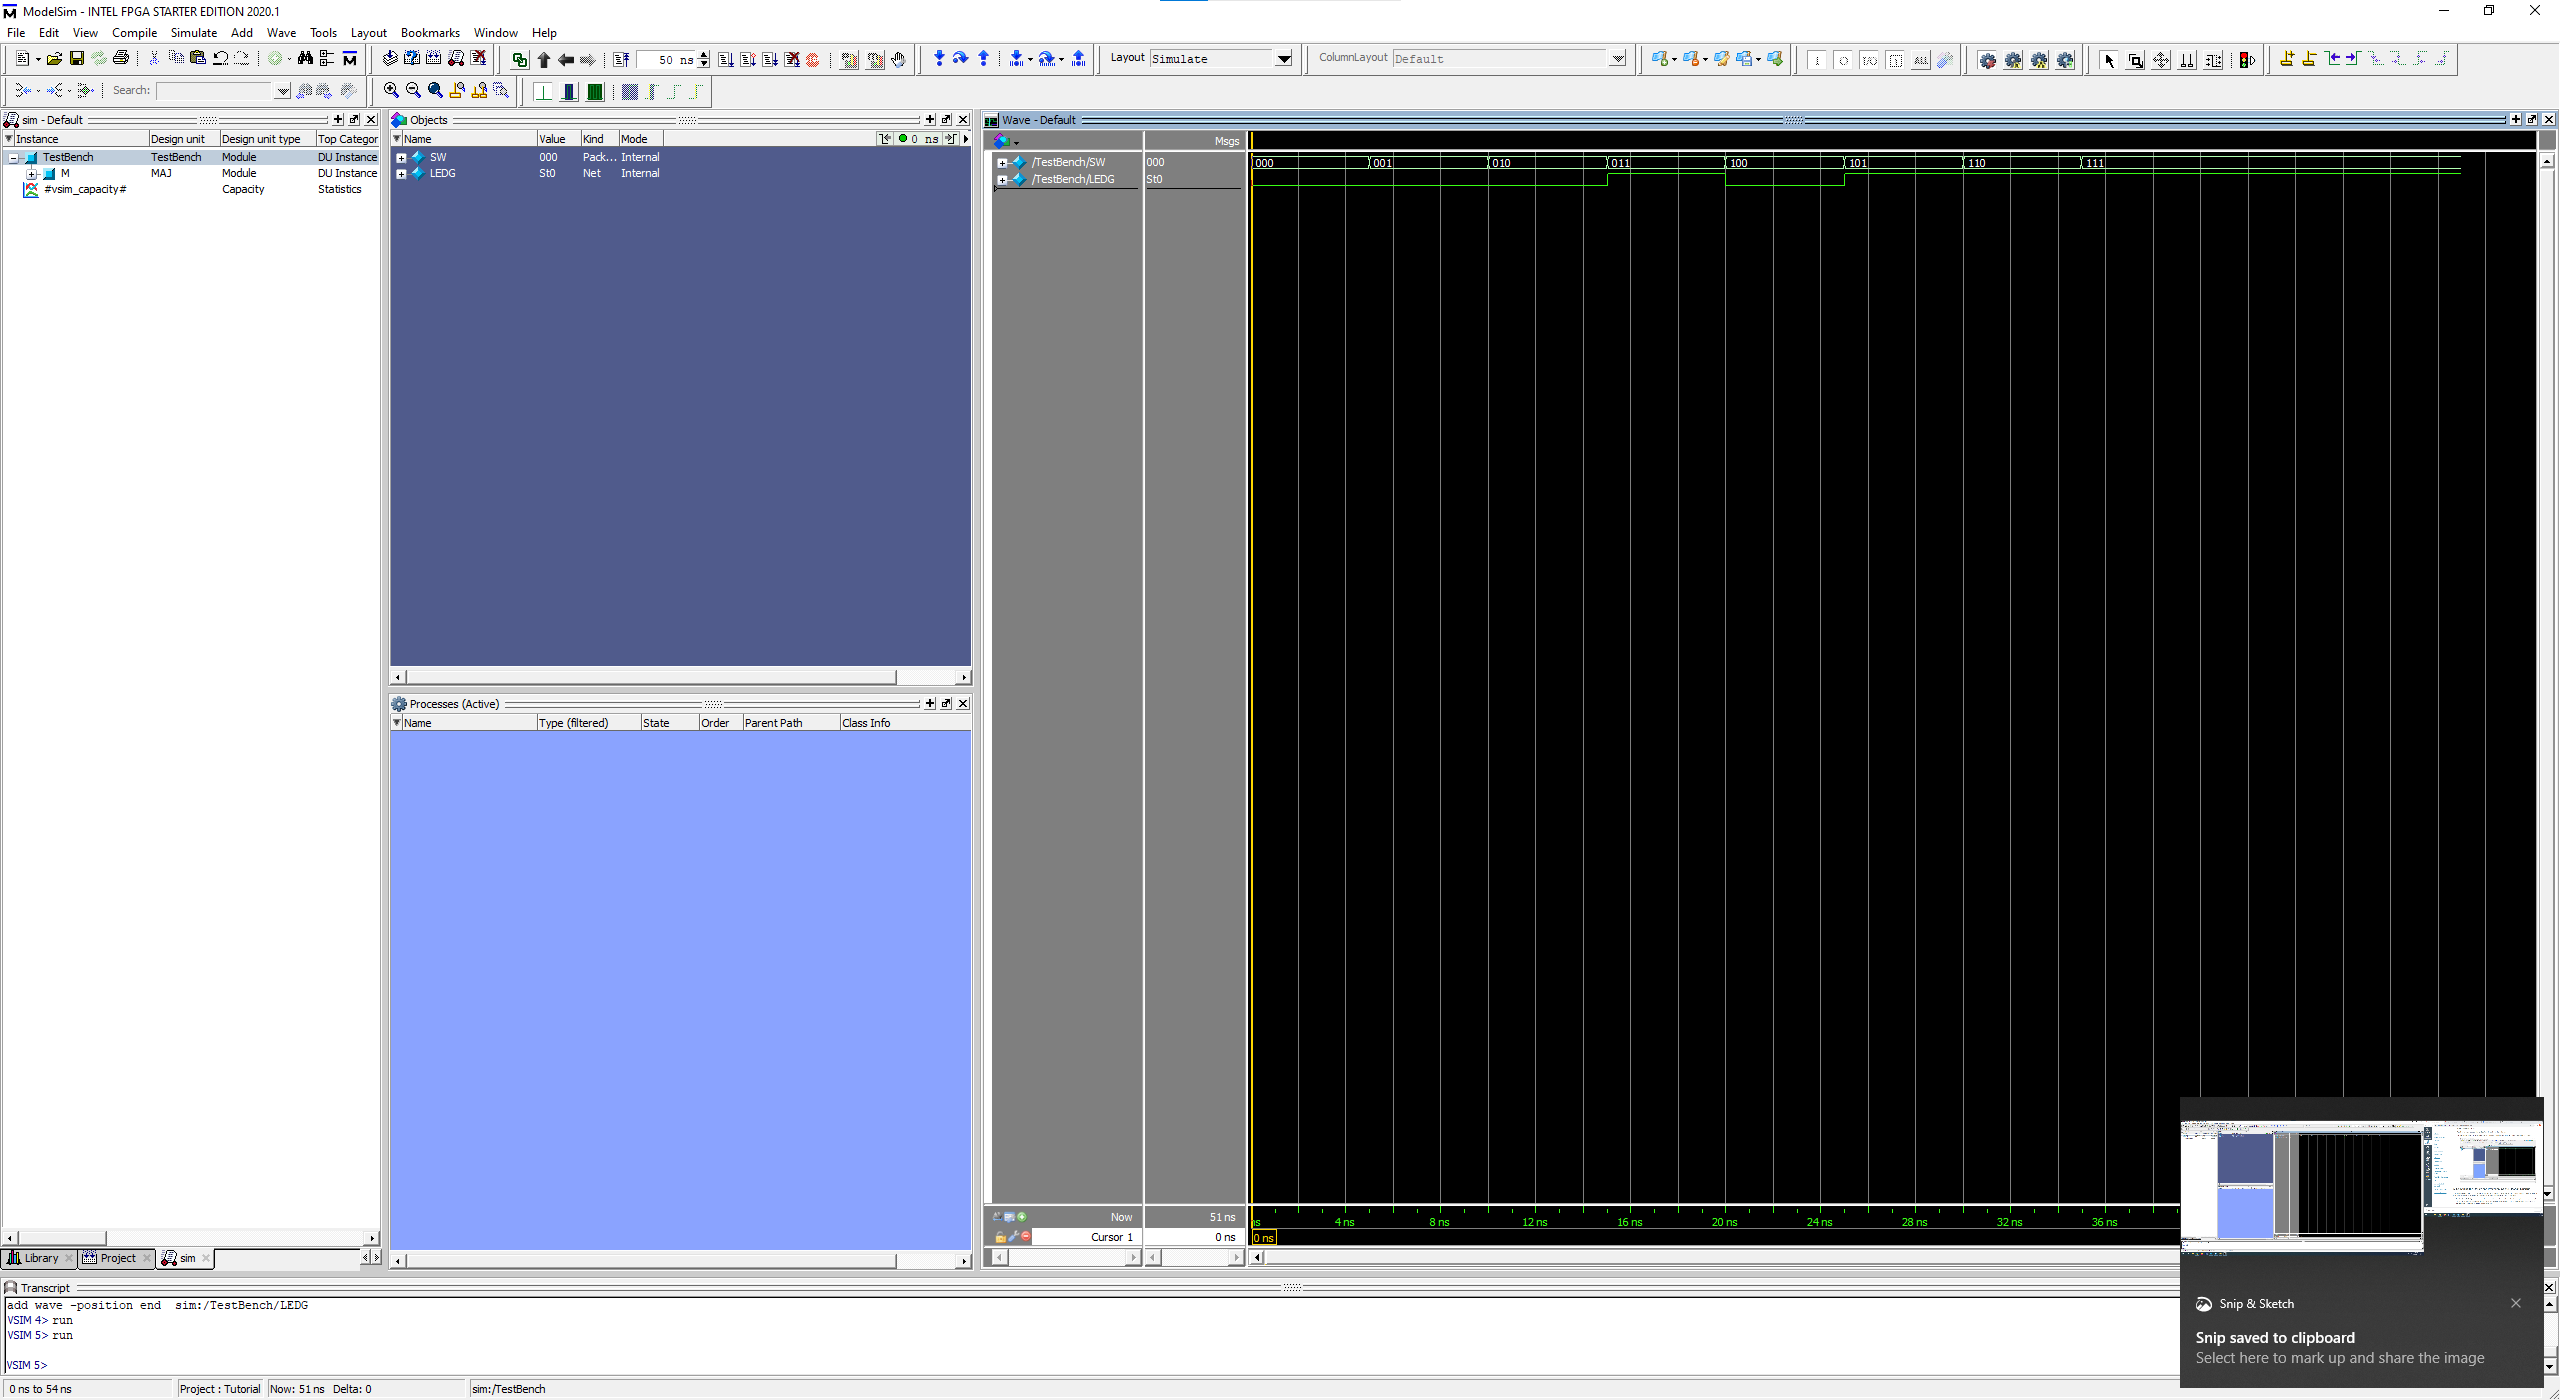 ModelSim - INTEL FPGA STARTER EDITION 2020.1
File Edit View Compile Simulate Add Wave Tools Layout Bookmarks Window Help
50 ns
Layout Simulate
ColumnLayout Default
Search:
sim - Default
Instance Design unit Design unit type Top Categor
TestBench TestBench Module DU Instance
M MAJ Module DU Instance
#vsim_capacity# Capacity Statistics
Library Project sim
Objects
Name Value Kind Mode
0 ns
SW 000 Pack... Internal
LEDG St0 Net Internal
Processes (Active)
Name Type (filtered) State Order Parent Path Class Info
Wave - Default
Msgs
/TestBench/SW 000 000 001 010 011 100 101 110 111
/TestBench/LEDG St0
Now 51 ns ns 4 ns 8 ns 12 ns 16 ns 20 ns 24 ns 28 ns 32 ns 36 ns
Cursor 1 0 ns 0 ns
Transcript
add wave -position end sim:/TestBench/LEDG
VSIM 4> run
VSIM 5> run
VSIM 5>
0 ns to 54 ns Project : Tutorial Now: 51 ns Delta: 0 sim:/TestBench
Snip & Sketch
Snip saved to clipboard
Select here to mark up and share the image